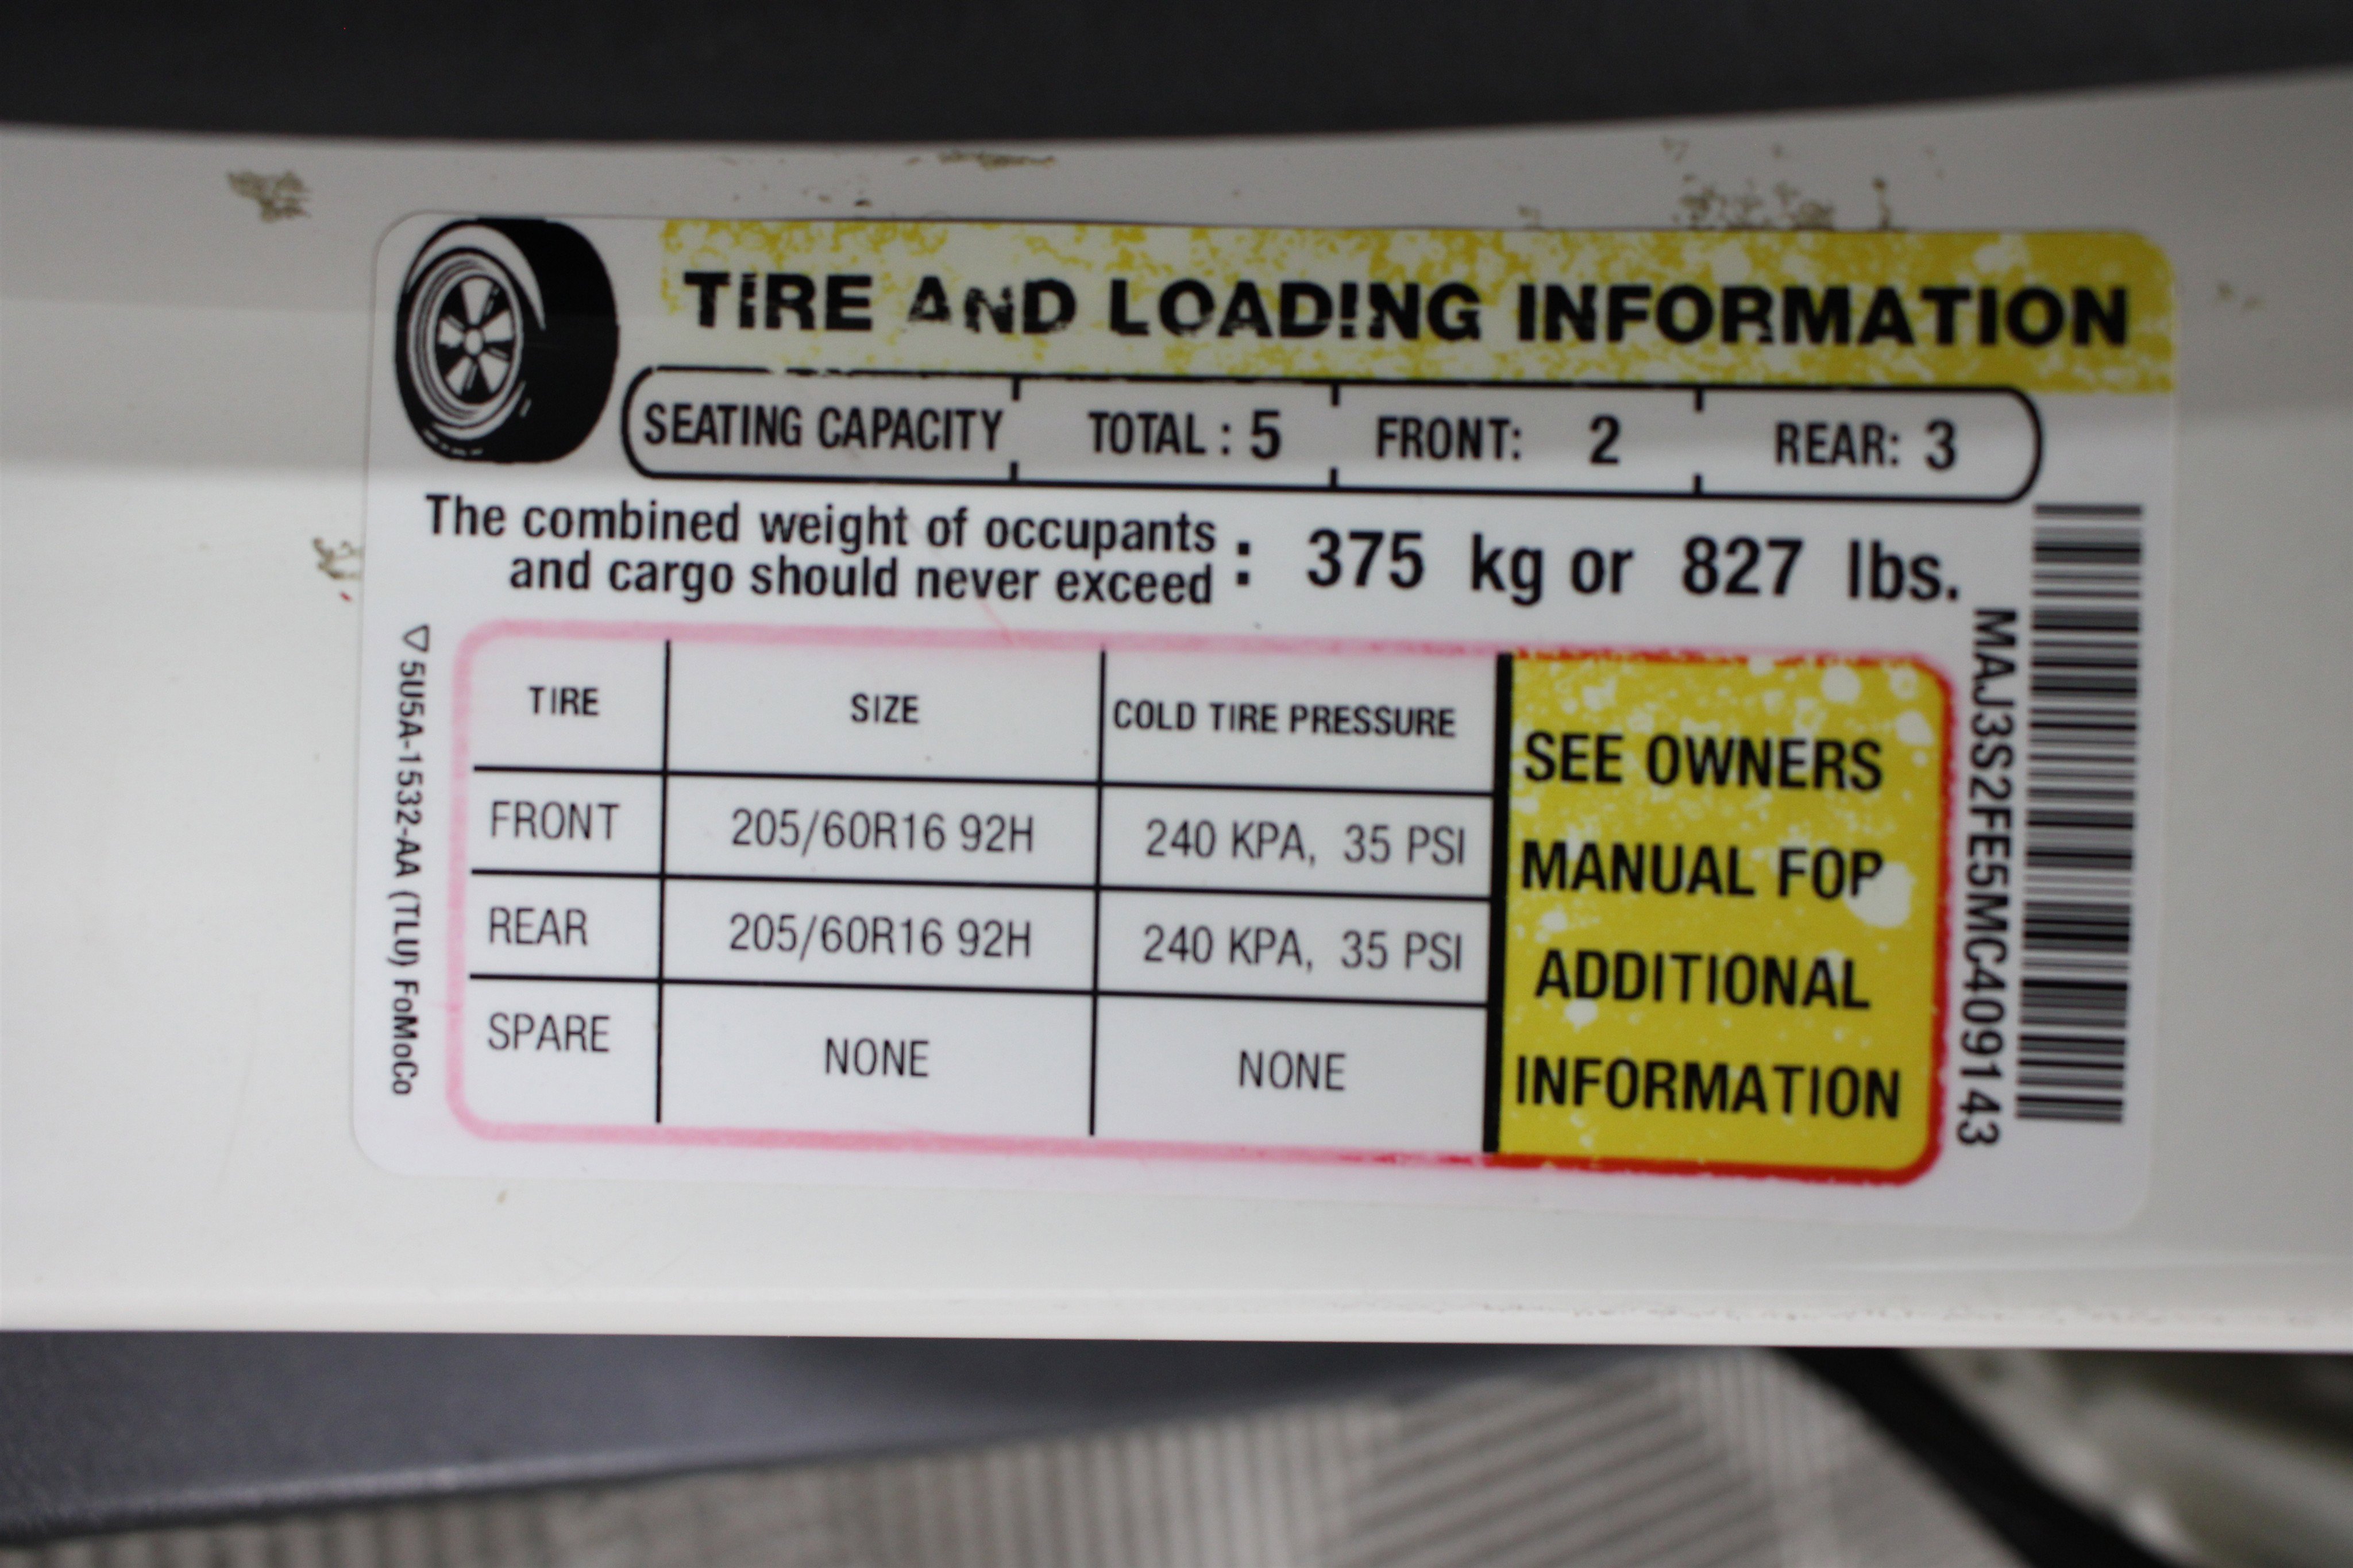 TIRE AND LOADING INFORMATION
SEATING CAPACITY TOTAL : 5 FRONT: 2 REAR: 3
The combined weight of occupants
and cargo should never exceed : 375 kg or 827 lbs.
TIRE SIZE COLD TIRE PRESSURE
FRONT 205/60R16 92H 240 KPA, 35 PSI
REAR 205/60R16 92H 240 KPA, 35 PSI
SPARE NONE NONE
SEE OWNERS
MANUAL FOR
ADDITIONAL
INFORMATION
5U5A-1532-AA (TLU) FoMoCo
MAJ3S2FE5MC409143